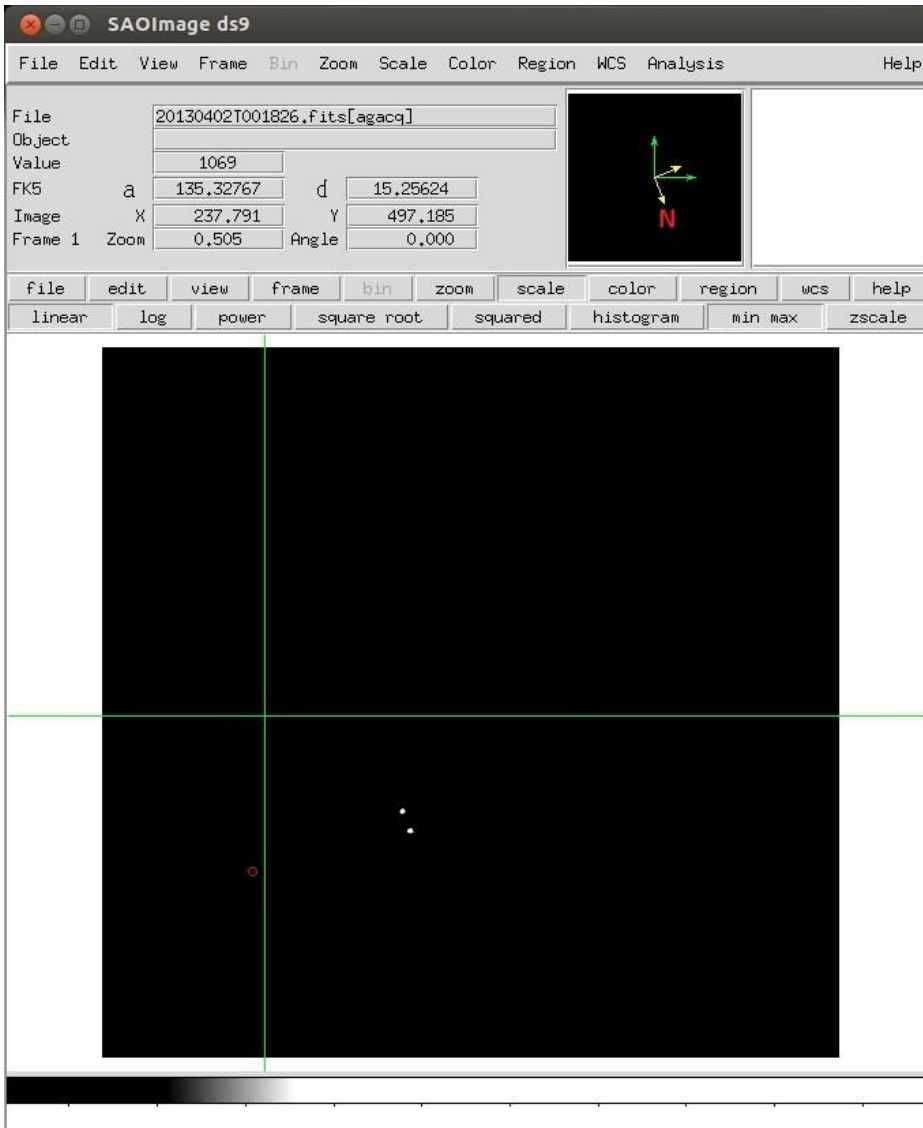 SAOImage ds9
File Edit View Frame Bin Zoom Scale Color Region WCS Analysis Help
File 20130402T001826.fits[agacq]
Object
Value 1069
FK5 a 135.32767 d 15.25624
Image X 237.791 Y 497.185
Frame 1 Zoom 0.505 Angle 0.000
N
file edit view frame bin zoom scale color region wcs help
linear log power square root squared histogram min max zscale